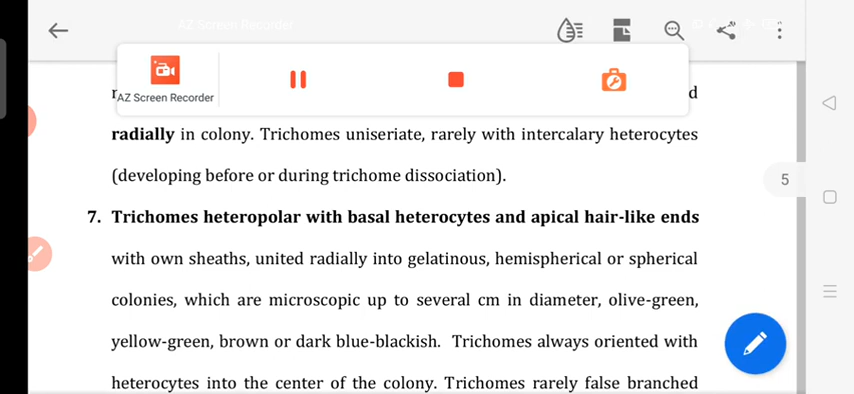 AZ Screen Recorder
AZ Screen Recorder
radially in colony. Trichomes uniseriate, rarely with intercalary heterocytes
(developing before or during trichome dissociation).
5
7. Trichomes heteropolar with basal heterocytes and apical hair-like ends
with own sheaths, united radially into gelatinous, hemispherical or spherical
colonies, which are microscopic up to several cm in diameter, olive-green,
yellow-green, brown or dark blue-blackish. Trichomes always oriented with
heterocytes into the center of the colony. Trichomes rarely false branched